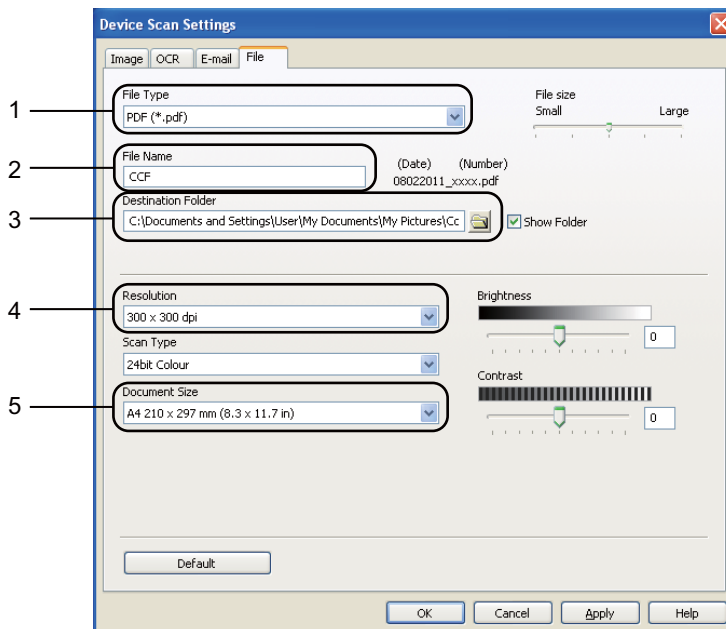 Device Scan Settings
Image OCR E-mail File
1
File Type
PDF (*.pdf)
File size
Small Large
2
File Name
CCF
(Date) (Number)
08022011_xxxx.pdf
3
Destination Folder
C:\Documents and Settings\User\My Documents\My Pictures\Cc
Show Folder
4
Resolution
300 x 300 dpi
Brightness
0
Scan Type
24bit Colour
Contrast
0
5
Document Size
A4 210 x 297 mm (8.3 x 11.7 in)
Default
OK Cancel Apply Help